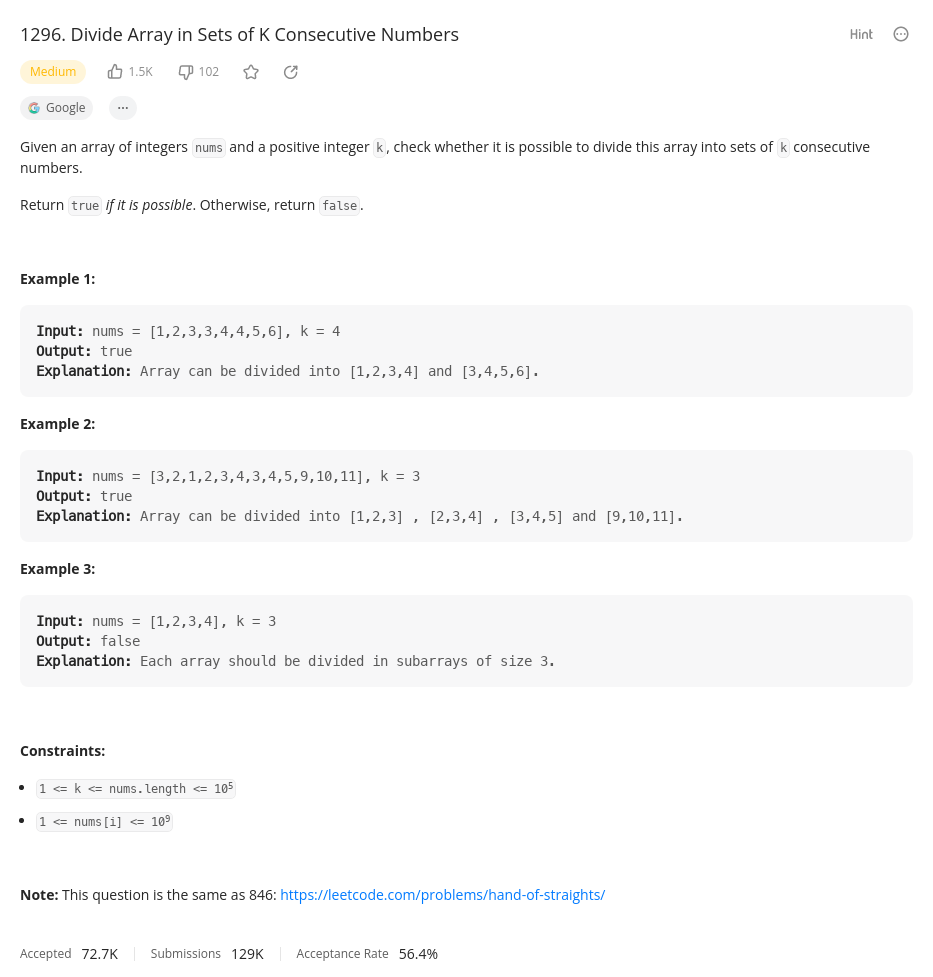 1296. Divide Array in Sets of K Consecutive Numbers
Hint
Medium 1.5K 102
Google ...
Given an array of integers nums and a positive integer k, check whether it is possible to divide this array into sets of k consecutive
numbers.
Return true if it is possible. Otherwise, return false.
Example 1:
Input: nums = [1,2,3,3,4,4,5,6], k = 4
Output: true
Explanation: Array can be divided into [1,2,3,4] and [3,4,5,6].
Example 2:
Input: nums = [3,2,1,2,3,4,3,4,5,9,10,11], k = 3
Output: true
Explanation: Array can be divided into [1,2,3] , [2,3,4] , [3,4,5] and [9,10,11].
Example 3:
Input: nums = [1,2,3,4], k = 3
Output: false
Explanation: Each array should be divided in subarrays of size 3.
Constraints:
• 1 <= k <= nums.length <= 10⁵
• 1 <= nums[i] <= 10⁹
Note: This question is the same as 846: https://leetcode.com/problems/hand-of-straights/
Accepted 72.7K Submissions 129K Acceptance Rate 56.4%